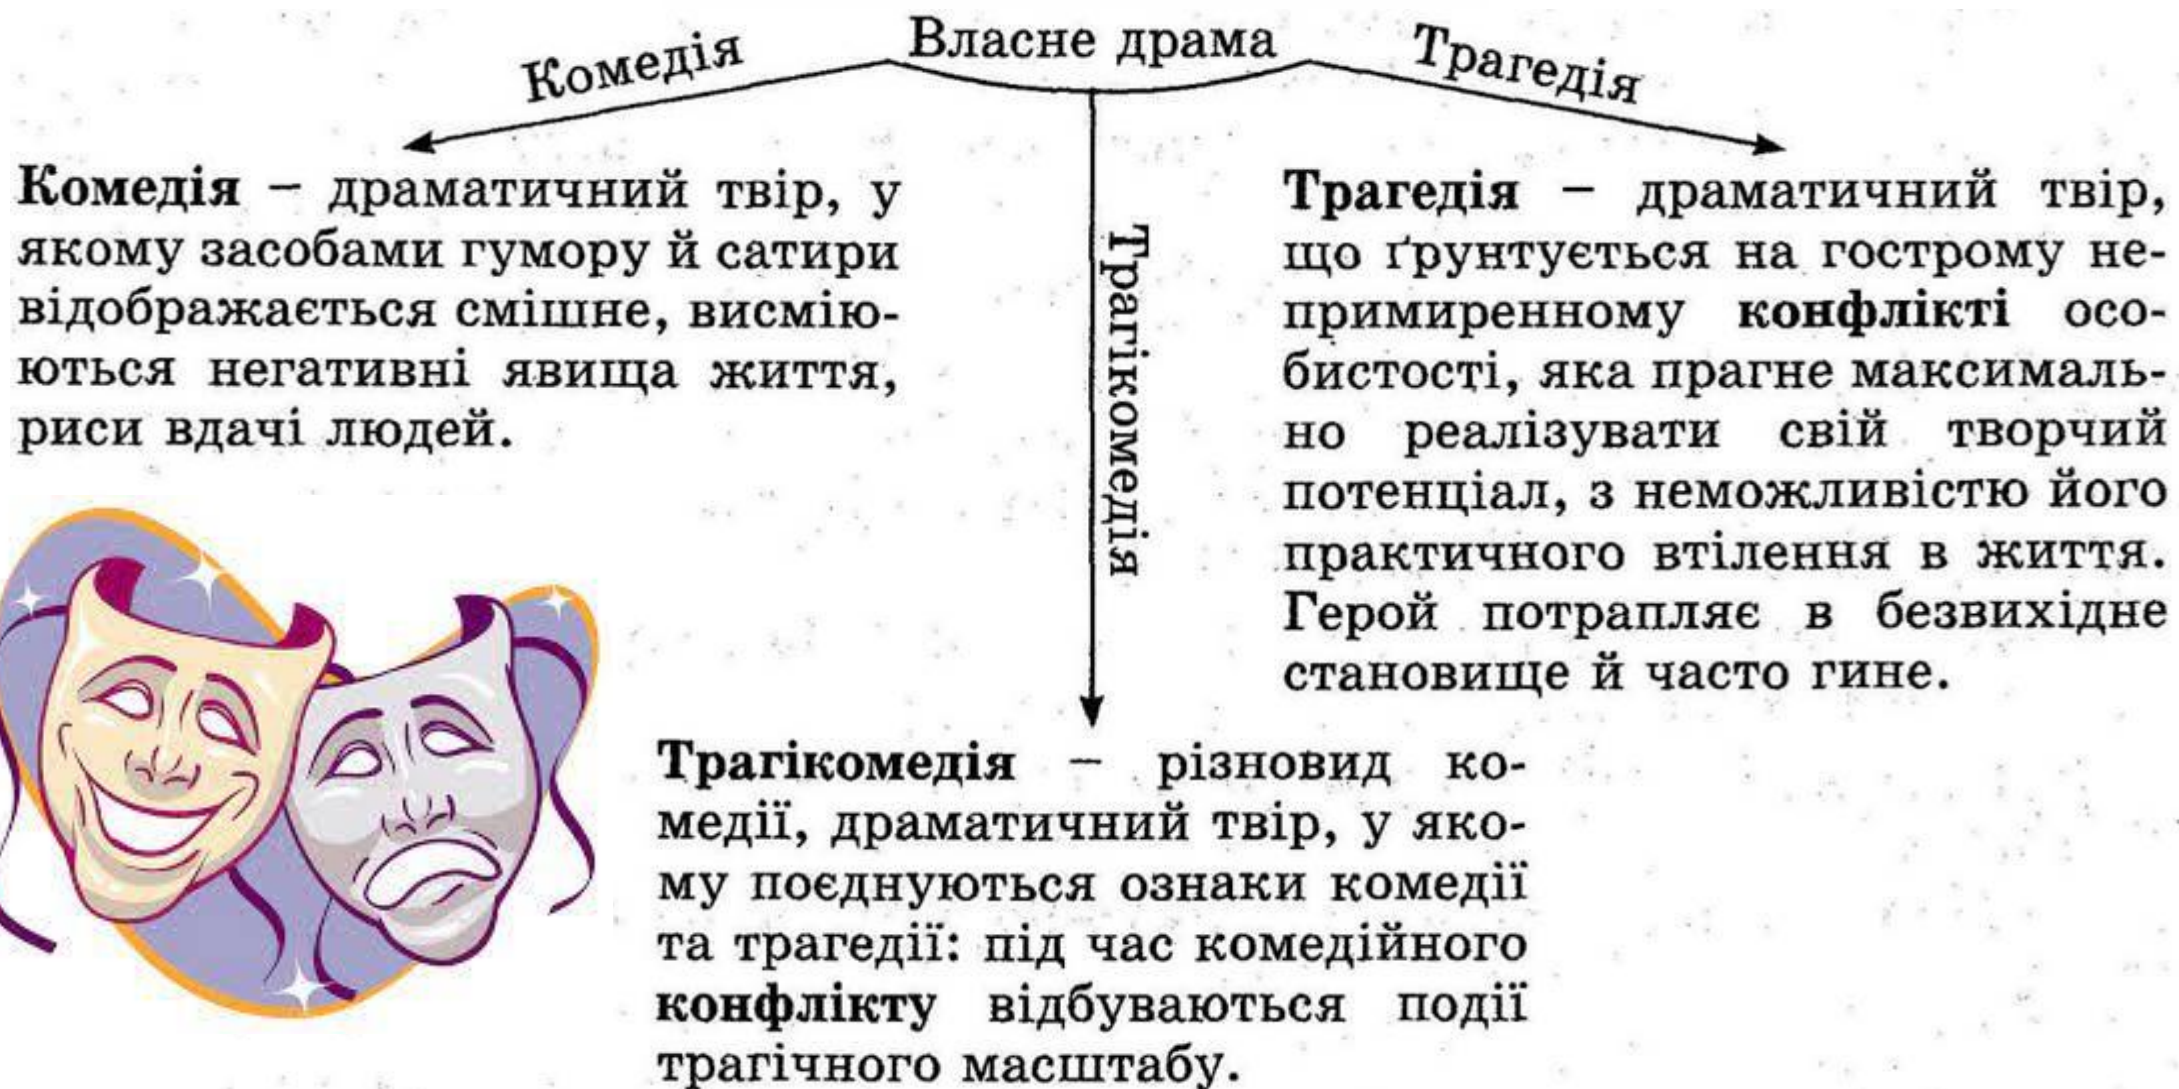 Власне драма
Комедія
Трагедія
Комедія – драматичний твір, у
якому засобами гумору й сатири
відображається смішне, висмію-
ються негативні явища життя,
риси вдачі людей.
Трагікомедія
Трагедія – драматичний твір,
що ґрунтується на гострому не-
примиренному конфлікті осо-
бистості, яка прагне максималь-
но реалізувати свій творчий
потенціал, з неможливістю його
практичного втілення в життя.
Герой потрапляє в безвихідне
становище й часто гине.
Трагікомедія – різновид ко-
медії, драматичний твір, у яко-
му поєднуються ознаки комедії
та трагедії: під час комедійного
конфлікту відбуваються події
трагічного масштабу.